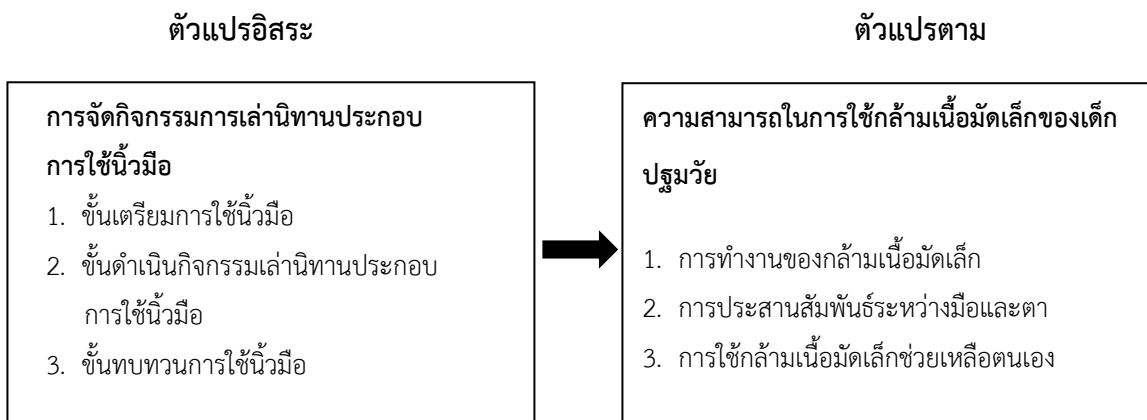 ตัวแปรอิสระ
ตัวแปรตาม
การจัดกิจกรรมการเล่านิทานประกอบ
การใช้นิ้วมือ
1. ขั้นเตรียมการใช้นิ้วมือ
2. ขั้นดำเนินกิจกรรมเล่านิทานประกอบ
การใช้นิ้วมือ
3. ขั้นทบทวนการใช้นิ้วมือ
ความสามารถในการใช้กล้ามเนื้อมัดเล็กของเด็ก
ปฐมวัย
1. การทำงานของกล้ามเนื้อมัดเล็ก
2. การประสานสัมพันธ์ระหว่างมือและตา
3. การใช้กล้ามเนื้อมัดเล็กช่วยเหลือตนเอง